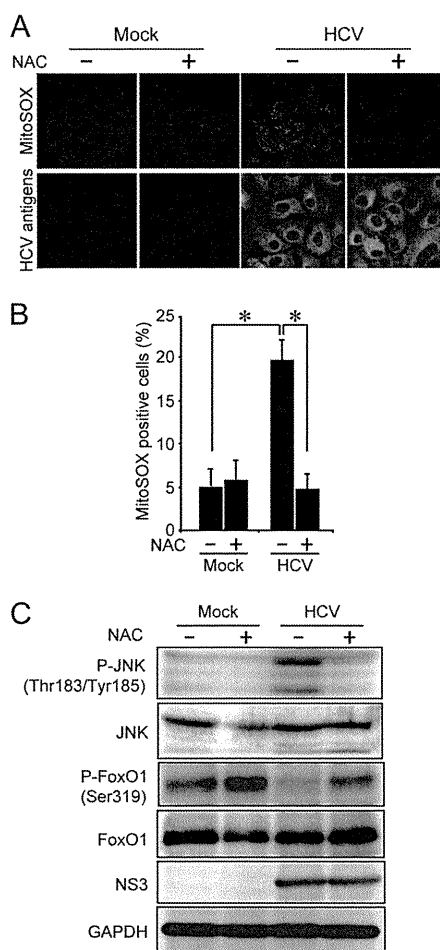 A
Mock HCV
NAC − + − +
MitoSOX
HCV antigens
B
MitoSOX positive cells (%)
25
20
15
10
5
0
* *
NAC − + − +
Mock HCV
C
Mock HCV
NAC − + − +
P-JNK
(Thr183/Tyr185)
JNK
P-FoxO1
(Ser319)
FoxO1
NS3
GAPDH